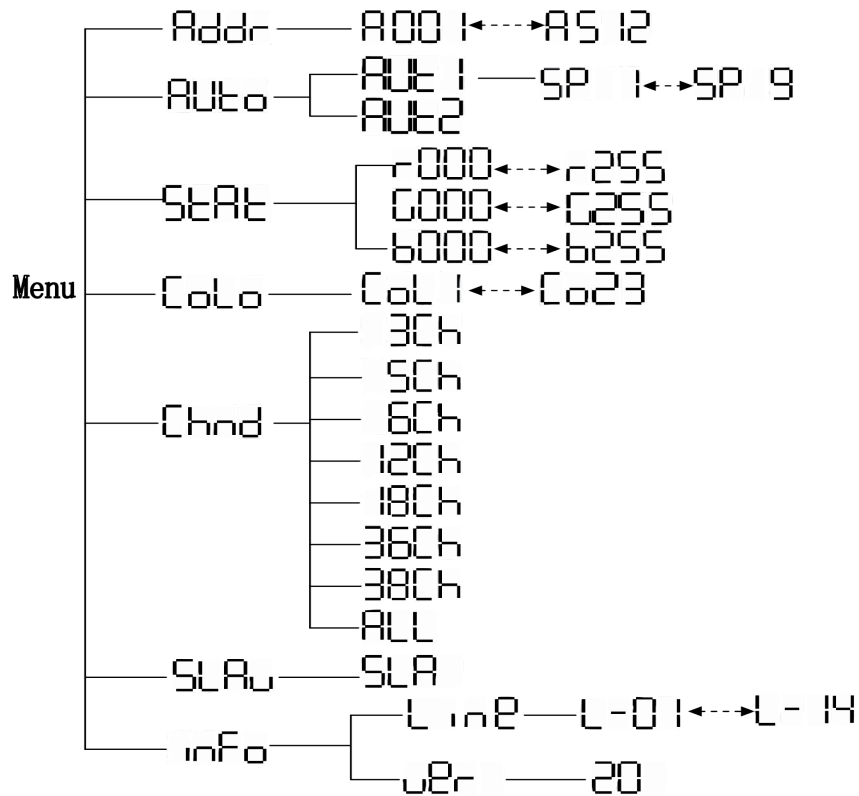 Addr A001 A512
AUto AUt1 SP 1 SP 9
AUt2
StAt r000 r255
G000 G255
b000 b255
Menu
CoLo CoL1 Co23
Chnd 3Ch
5Ch
6Ch
12Ch
18Ch
36Ch
38Ch
ALL
SLAv SLA
inFo Line L-01 L-14
ver 20